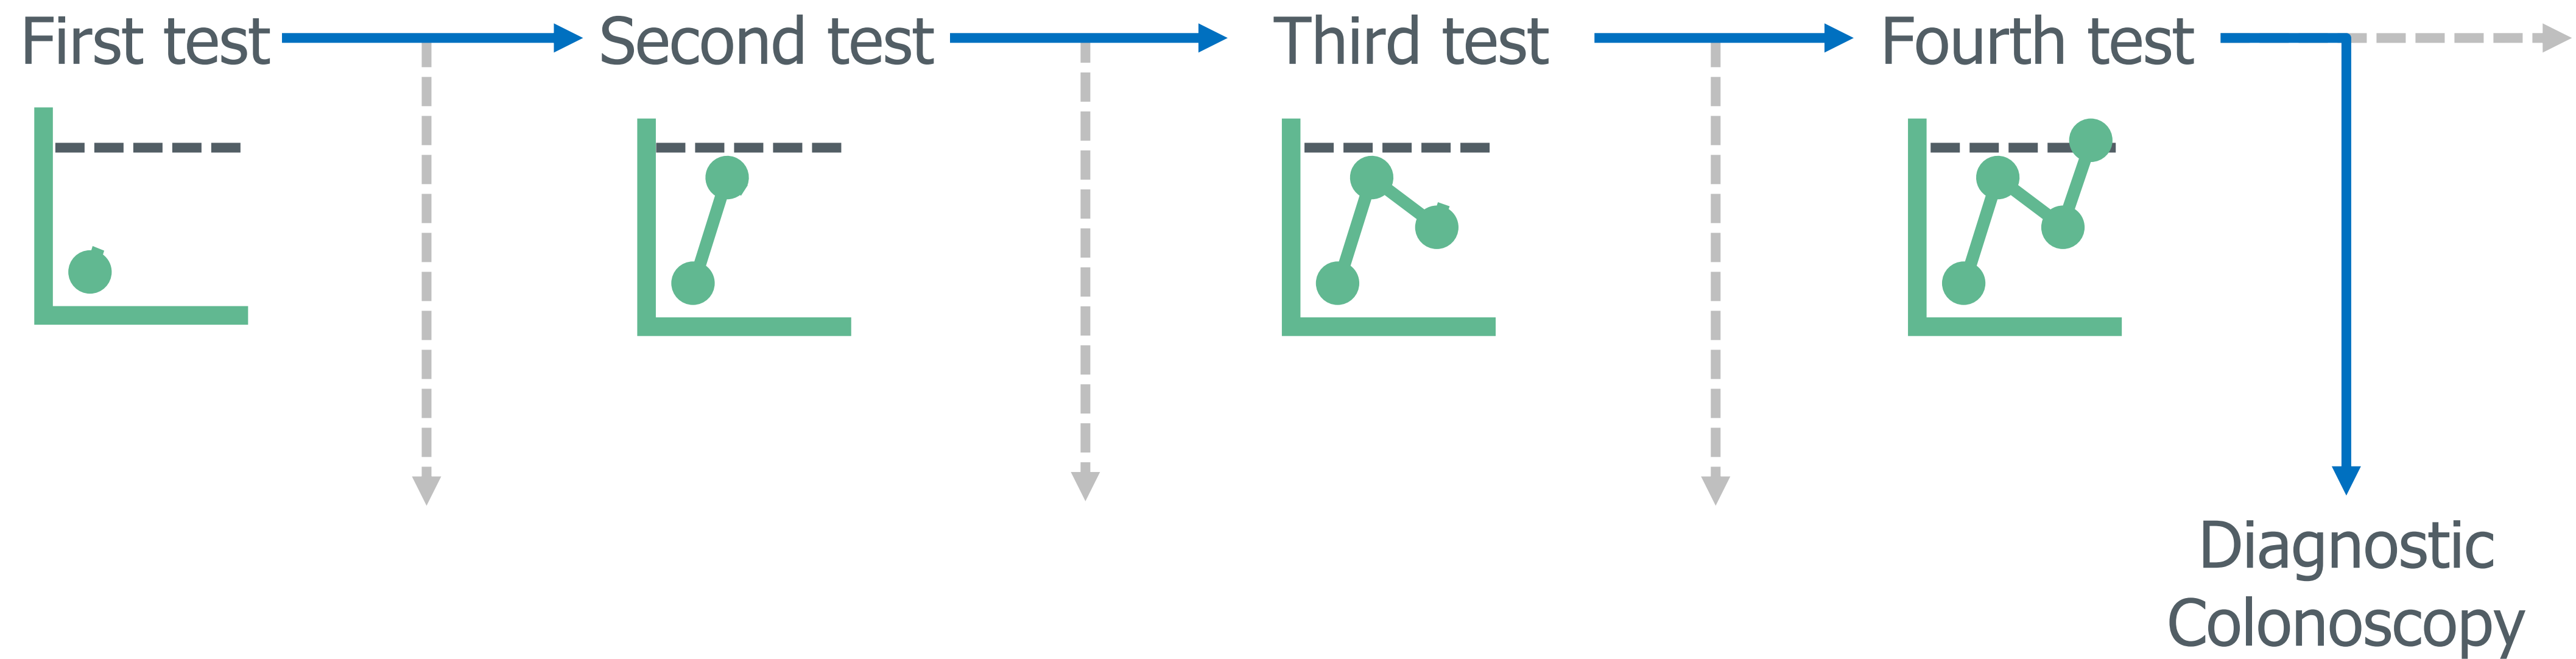 First test
Second test
Third test
Fourth test
Diagnostic
Colonoscopy